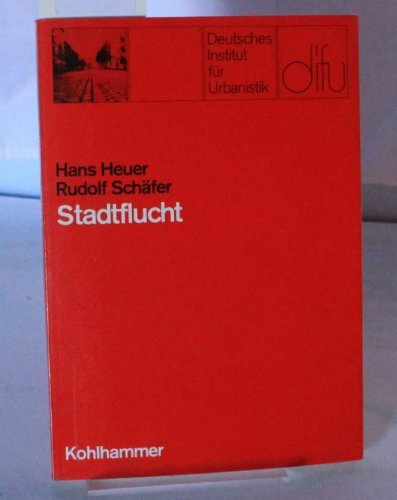 Deutsches
Institut
für
Urbanistik
difu
Hans Heuer
Rudolf Schäfer
Stadtflucht
Kohlhammer